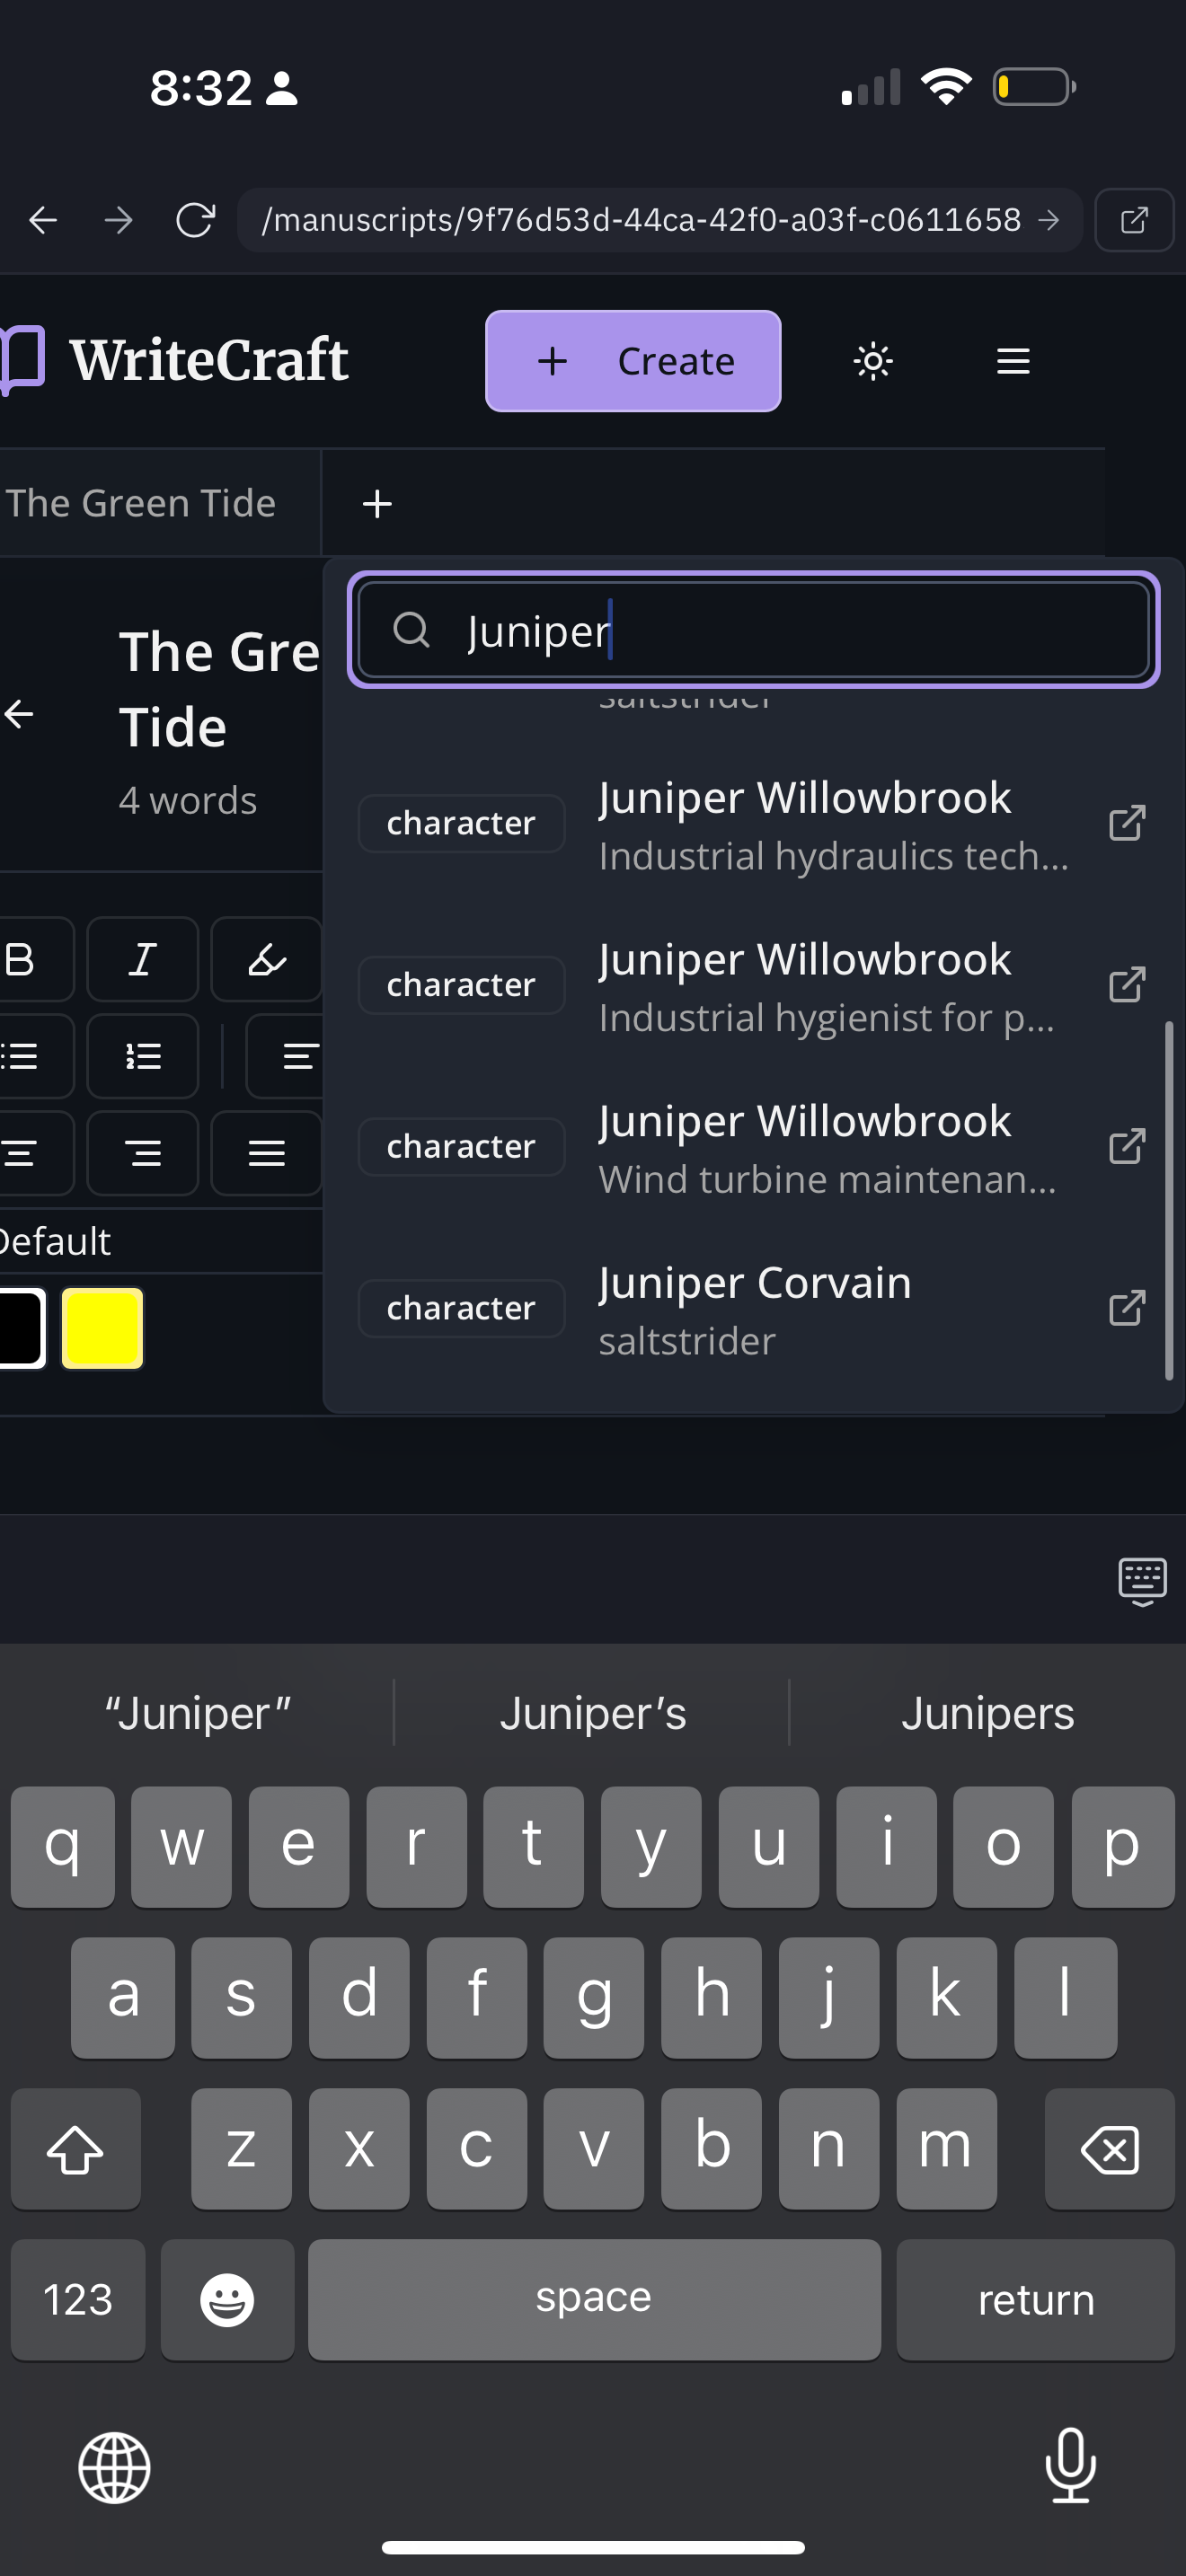 8:32
/manuscripts/9f76d53d-44ca-42f0-a03f-c0611658
WriteCraft
Create
The Green Tide
Juniper
The Gre
Tide
4 words
saltstrider
character
Juniper Willowbrook
Industrial hydraulics tech...
character
Juniper Willowbrook
Industrial hygienist for p...
character
Juniper Willowbrook
Wind turbine maintenan...
character
Juniper Corvain
saltstrider
B I
Default
“Juniper” Juniper’s Junipers
q w e r t y u i o p
a s d f g h j k l
z x c v b n m
123 space return